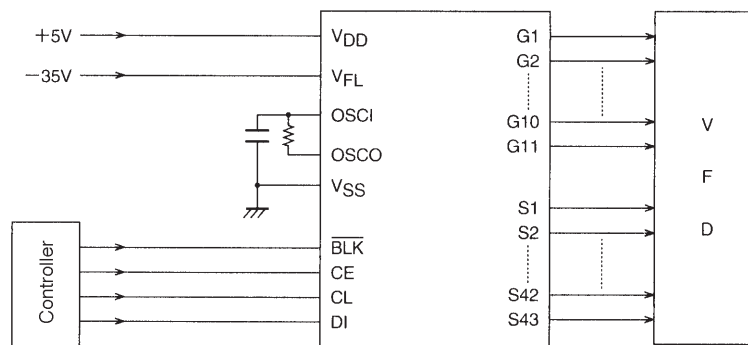 +5V
−35V
VDD
VFL
OSCI
OSCO
VSS
BLK
CE
CL
DI
Controller
G1
G2
G10
G11
S1
S2
S42
S43
V
F
D